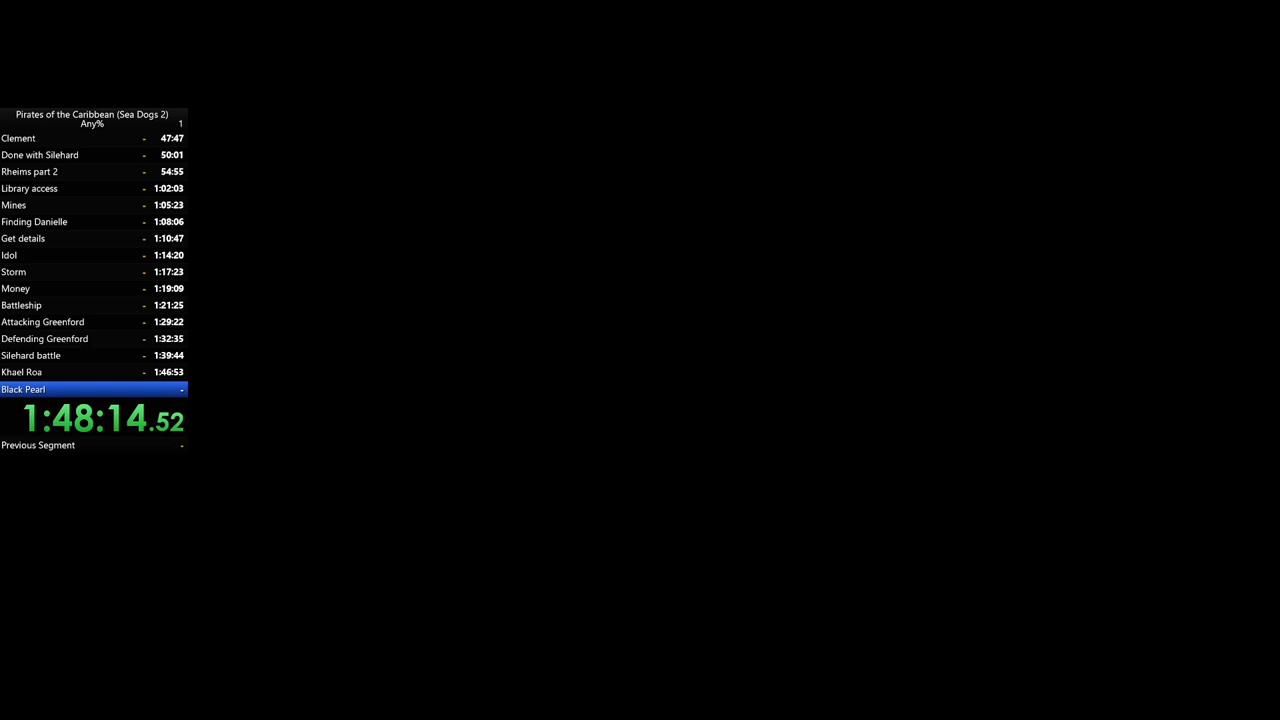 Pirates of the Caribbean (Sea Dogs 2)
Any% 1
Clement - 47:47
Done with Silehard - 50:01
Rheims part 2 - 54:55
Library access - 1:02:03
Mines - 1:05:23
Finding Danielle - 1:08:06
Get details - 1:10:47
Idol - 1:14:20
Storm - 1:17:23
Money - 1:19:09
Battleship - 1:21:25
Attacking Greenford - 1:29:22
Defending Greenford - 1:32:35
Silehard battle - 1:39:44
Khael Roa - 1:46:53
Black Pearl -
1:48:14.52
Previous Segment -